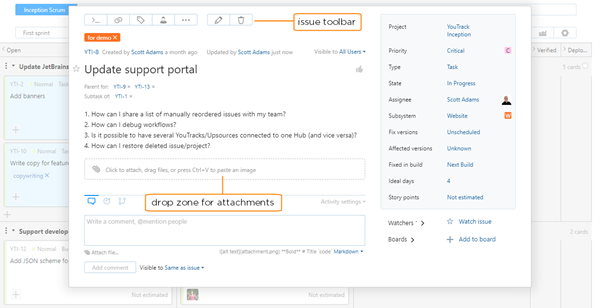 Inception Scrum
First sprint
Open
Verified
Deplo...
Update JetBrains
5 cards
YTI-2
Normal
Add banners
YTI-10
Normal
Write copy for feature
copywriting ×
Support develop
2 cards
YTI-12
Normal
Add JSON scheme fo
Not estimated
Not estimated
issue toolbar
for demo ×
YTI-8 Created by Scott Adams a month ago Updated by Scott Adams just now Visible to All Users
Update support portal
Parent for: YTI-9 × YTI-13 ×
Subtask of: YTI-1 ×
1. How can I share a list of manually reordered issues with my team?
2. How can I debug workflows?
3. Is it possible to have several YouTracks/Upsources connected to one Hub (and vice versa)?
4. How can I restore deleted issue/project?
Click to attach, drag files, or press Ctrl+V to paste an image
drop zone for attachments
Activity settings
Write a comment, @mention people
Attach file...
![alt text](attachment.png) **Bold** # Title `code` Markdown
Add comment Visible to Same as issue
Project YouTrack Inception
Priority Critical C
Type Task
State In Progress
Assignee Scott Adams
Subsystem Website W
Fix versions Unscheduled
Affected versions Unknown
Fixed in build Next Build
Ideal days 4
Story points Not estimated
Watchers Watch issue
Boards Add to board